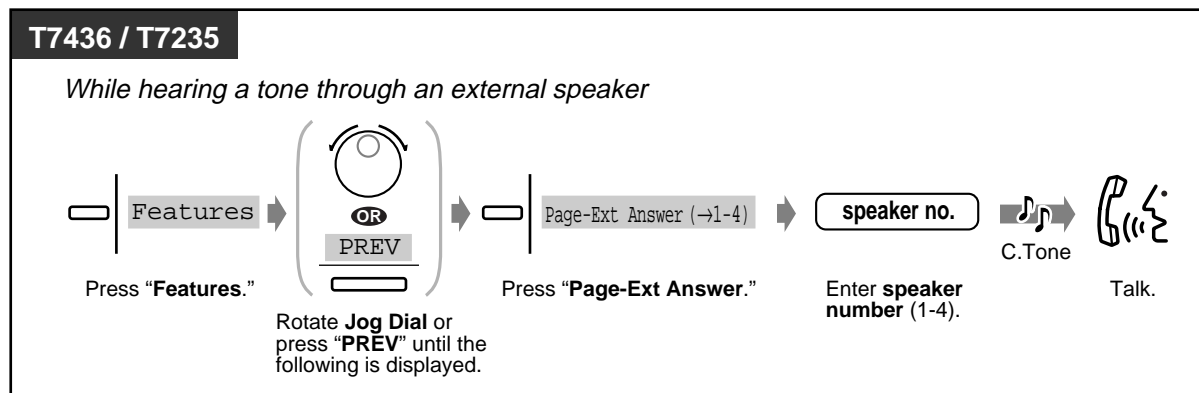 T7436 / T7235
While hearing a tone through an external speaker
Features
OR
PREV
Page-Ext Answer (→1-4)
speaker no.
C.Tone
Press “Features.”
Rotate Jog Dial or
press “PREV” until the
following is displayed.
Press “Page-Ext Answer.”
Enter speaker
number (1-4).
Talk.